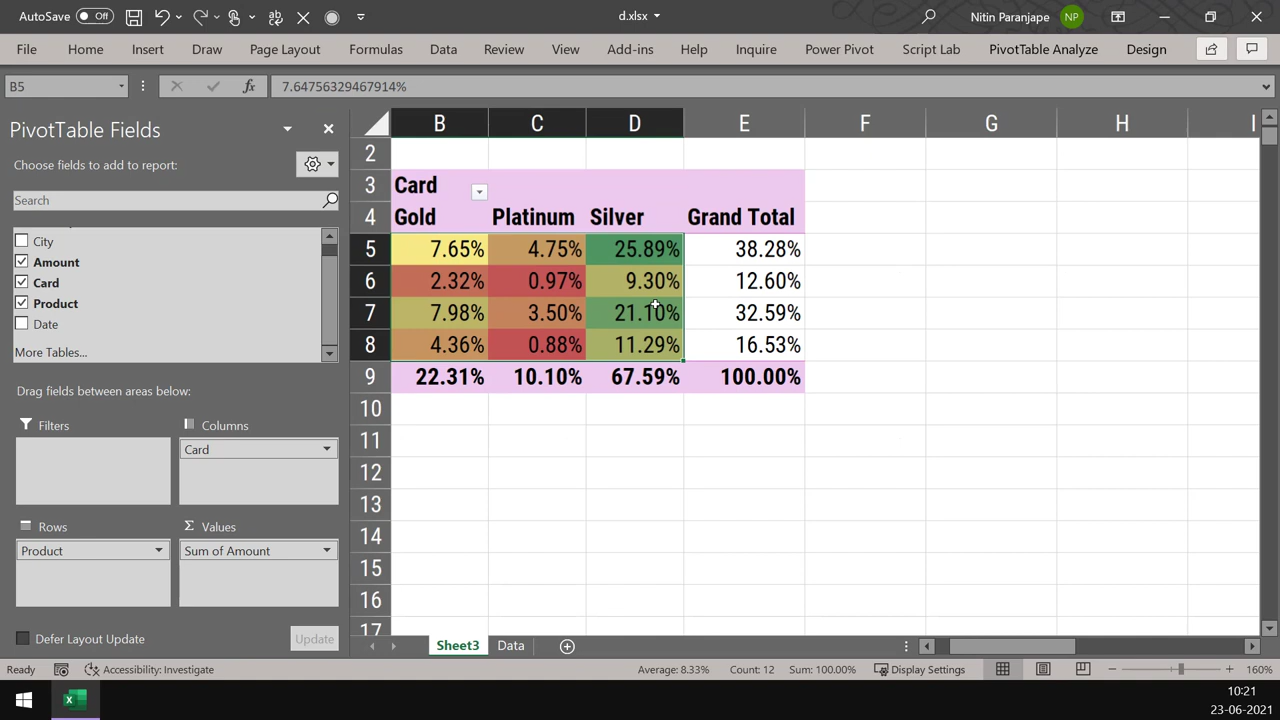 AutoSave Off d.xlsx Nitin Paranjape NP
File Home Insert Draw Page Layout Formulas Data Review View Add-ins Help Inquire Power Pivot Script Lab PivotTable Analyze Design
B5 fx 7.64756329467914%
PivotTable Fields
Choose fields to add to report:
Search
City
Amount
Card
Product
Date
More Tables...
Drag fields between areas below:
Filters Columns
Card
Rows Σ Values
Product Sum of Amount
Defer Layout Update Update
B C D E F G H I
2
3 Card
4 Gold Platinum Silver Grand Total
5 7.65% 4.75% 25.89% 38.28%
6 2.32% 0.97% 9.30% 12.60%
7 7.98% 3.50% 21.10% 32.59%
8 4.36% 0.88% 11.29% 16.53%
9 22.31% 10.10% 67.59% 100.00%
10
11
12
13
14
15
16
17
Sheet3 Data
Ready Accessibility: Investigate Average: 8.33% Count: 12 Sum: 100.00% Display Settings 160%
10:21
23-06-2021